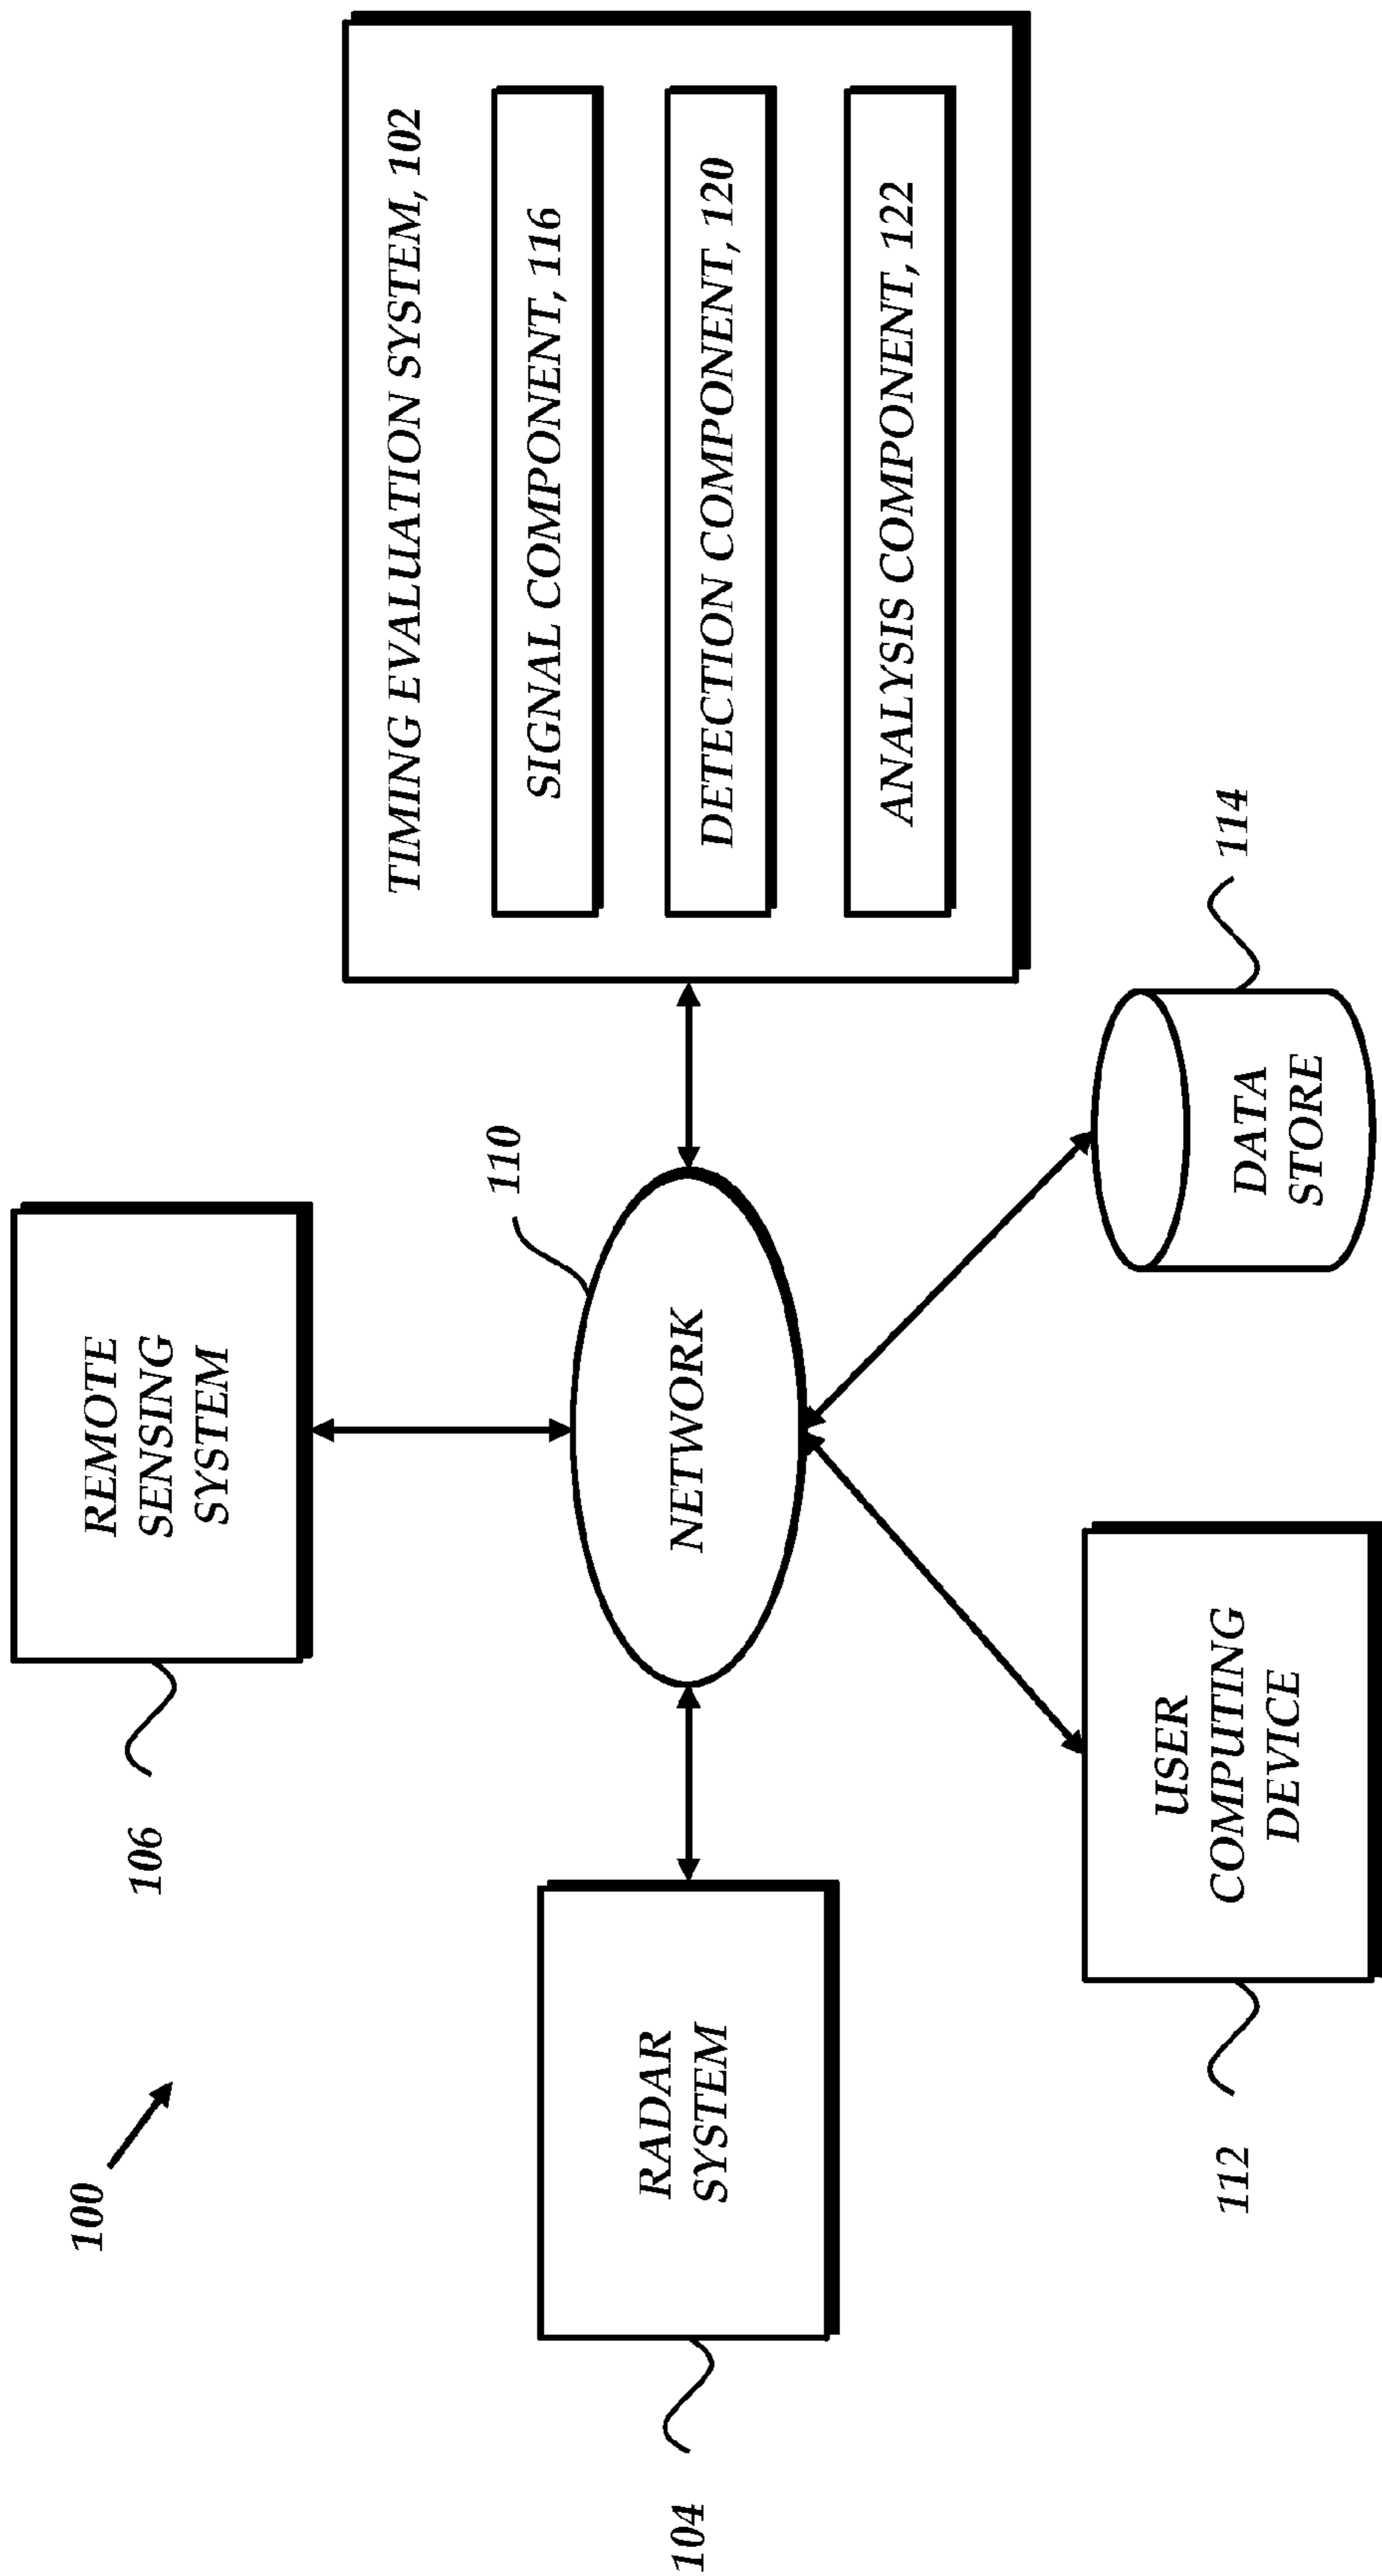 100
106
REMOTE
SENSING
SYSTEM
110
TIMING EVALUATION SYSTEM, 102
SIGNAL COMPONENT, 116
DETECTION COMPONENT, 120
ANALYSIS COMPONENT, 122
104
RADAR
SYSTEM
NETWORK
112
USER
COMPUTING
DEVICE
DATA
STORE
114